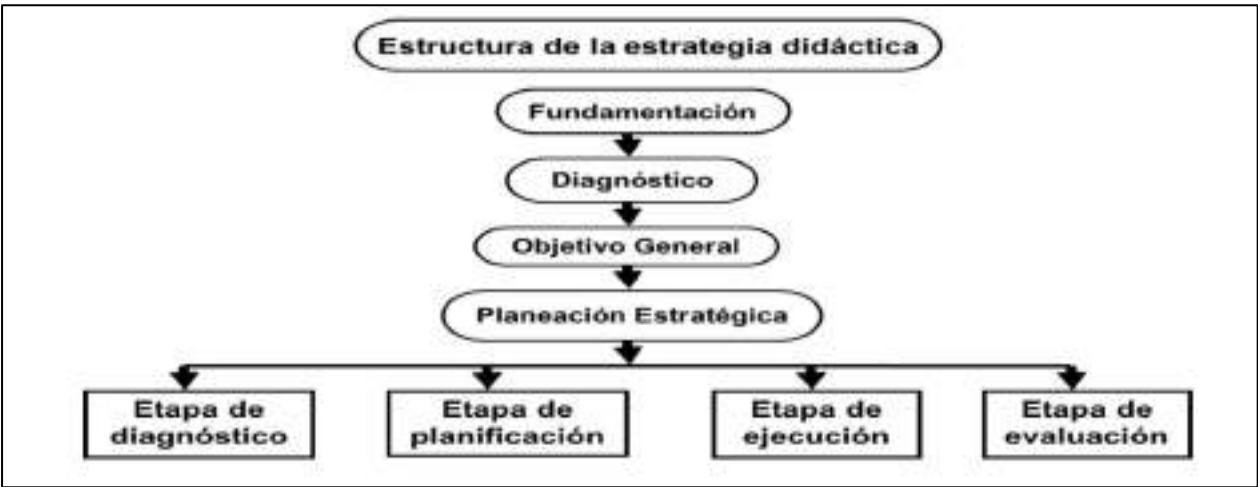 Estructura de la estrategia didáctica
Fundamentación
Diagnóstico
Objetivo General
Planeación Estratégica
Etapa de
diagnóstico
Etapa de
planificación
Etapa de
ejecución
Etapa de
evaluación